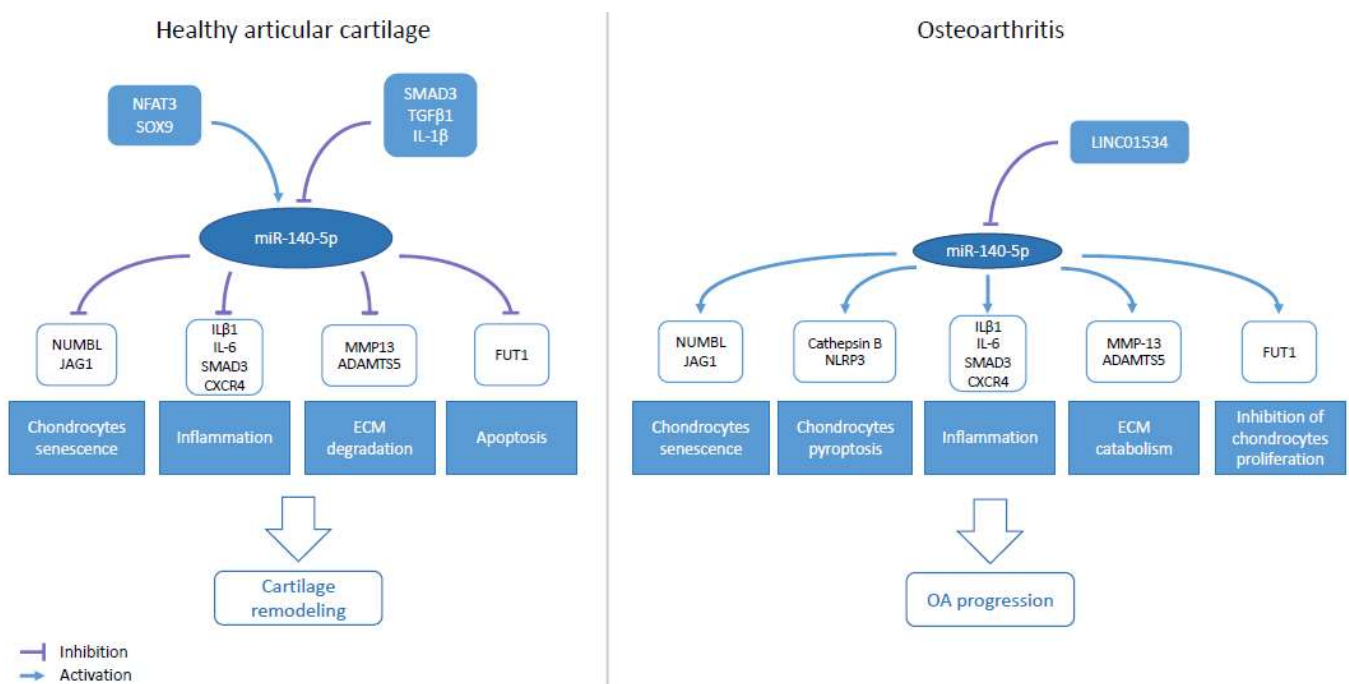 Healthy articular cartilage
NFAT3
SOX9
SMAD3
TGFβ1
IL-1β
miR-140-5p
NUMBL
JAG1
ILβ1
IL-6
SMAD3
CXCR4
MMP13
ADAMTS5
FUT1
Chondrocytes
senescence
Inflammation
ECM
degradation
Apoptosis
Cartilage
remodeling
Inhibition
Activation
Osteoarthritis
LINC01534
miR-140-5p
NUMBL
JAG1
Cathepsin B
NLRP3
ILβ1
IL-6
SMAD3
CXCR4
MMP-13
ADAMTS5
FUT1
Chondrocytes
senescence
Chondrocytes
pyroptosis
Inflammation
ECM
catabolism
Inhibition of
chondrocytes
proliferation
OA progression